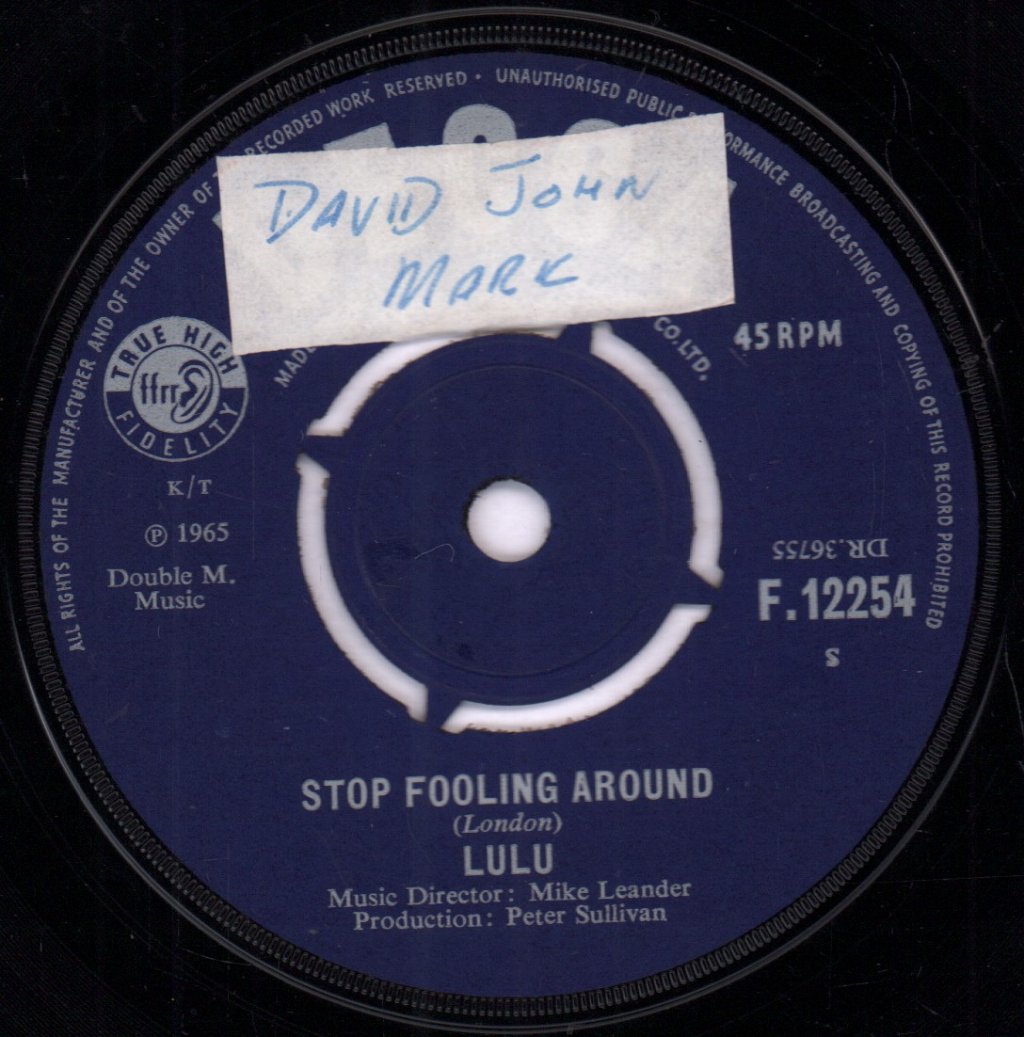 ALL RIGHTS OF THE MANUFACTURER AND OF THE OWNER OF RECORDED WORK RESERVED · UNAUTHORISED PUBLIC BROADCASTING AND COPYING OF THIS RECORD PROHIBITED
DAVID JOHN
MARK
CO. LTD.
45 RPM
TRUE HIGH
ffrr
FIDELITY
K/T
℗ 1965
Double M.
Music
DR.36755
F.12254
S
STOP FOOLING AROUND
(London)
LULU
Music Director: Mike Leander
Production: Peter Sullivan